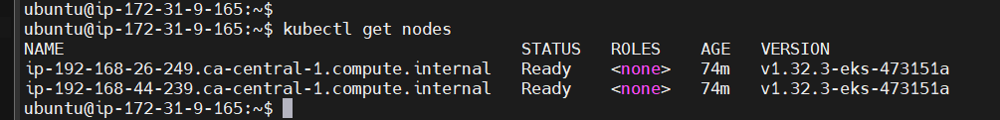 ubuntu@ip-172-31-9-165:~$
ubuntu@ip-172-31-9-165:~$ kubectl get nodes
NAME STATUS ROLES AGE VERSION
ip-192-168-26-249.ca-central-1.compute.internal Ready <none> 74m v1.32.3-eks-473151a
ip-192-168-44-239.ca-central-1.compute.internal Ready <none> 74m v1.32.3-eks-473151a
ubuntu@ip-172-31-9-165:~$